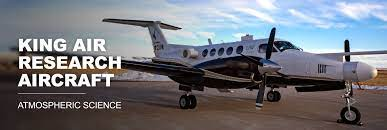 KING AIR
RESEARCH
AIRCRAFT
ATMOSPHERIC SCIENCE